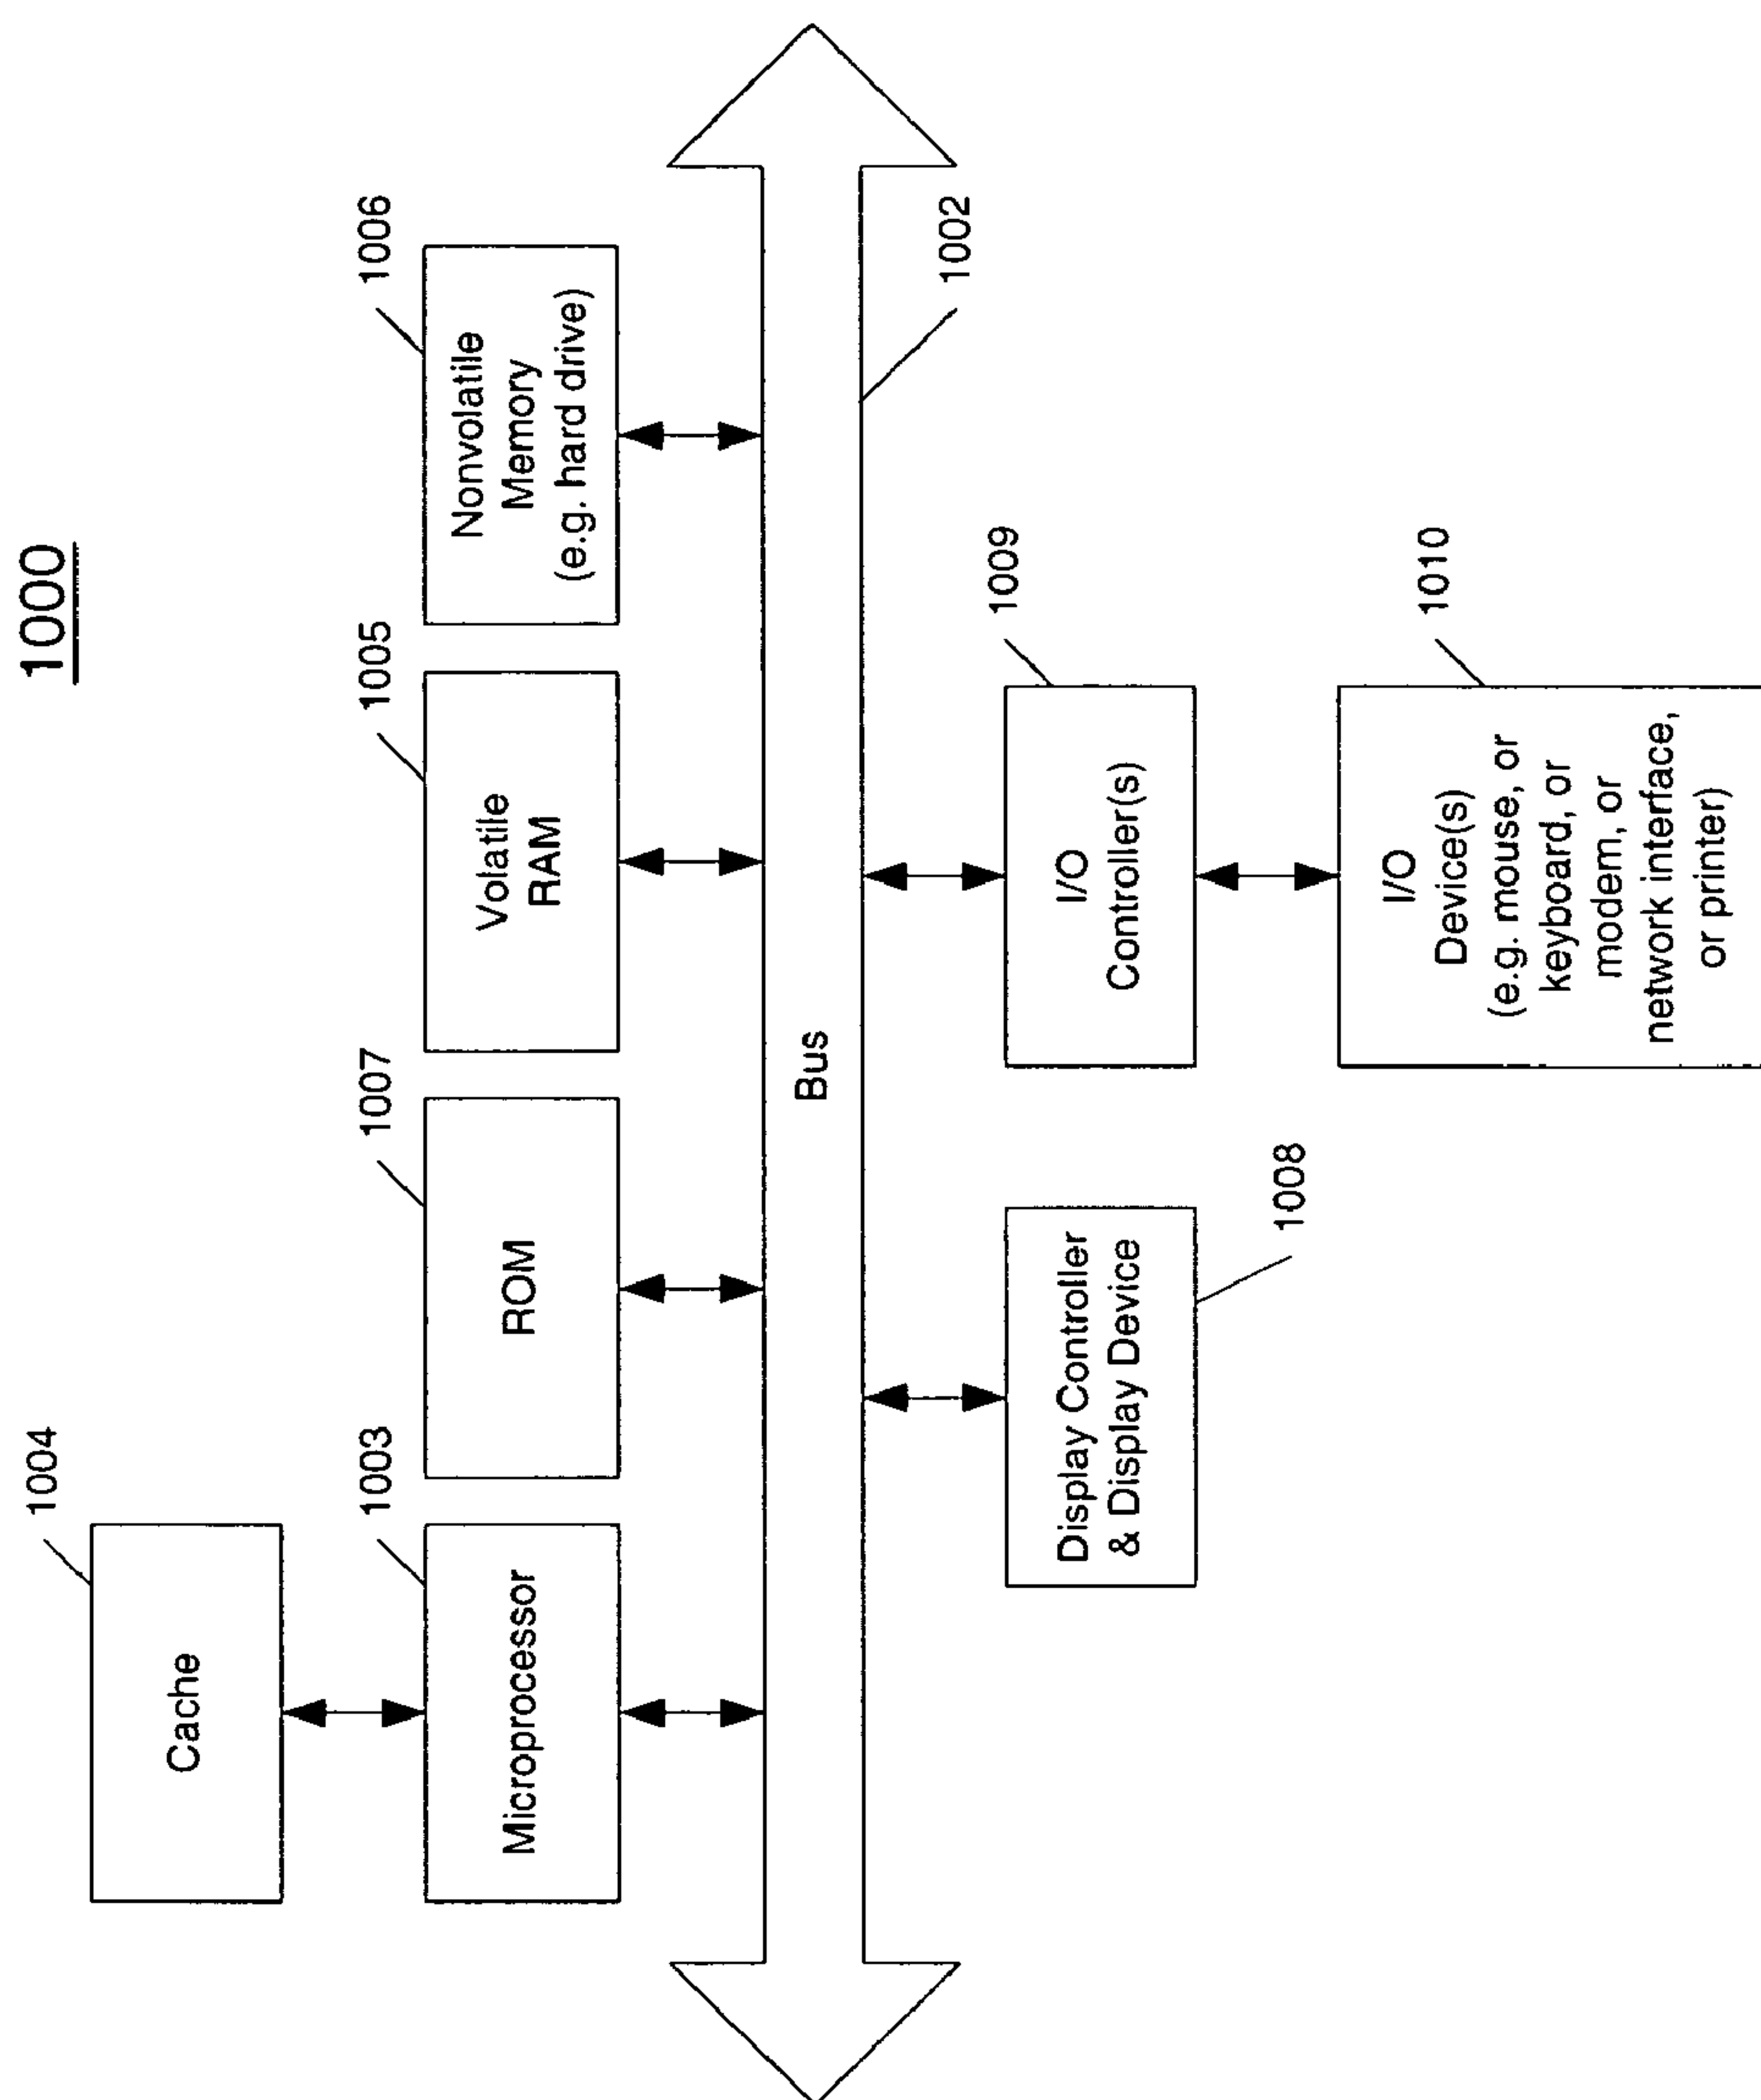 1000
1004
Cache
1003
Microprocessor
1007
ROM
1005
Volatile
RAM
1006
Nonvolatile
Memory
(e.g. hard drive)
Bus
1002
Display Controller
& Display Device
1008
1009
I/O
Controller(s)
1010
I/O
Device(s)
(e.g. mouse, or
keyboard, or
modem, or
network interface,
or printer)